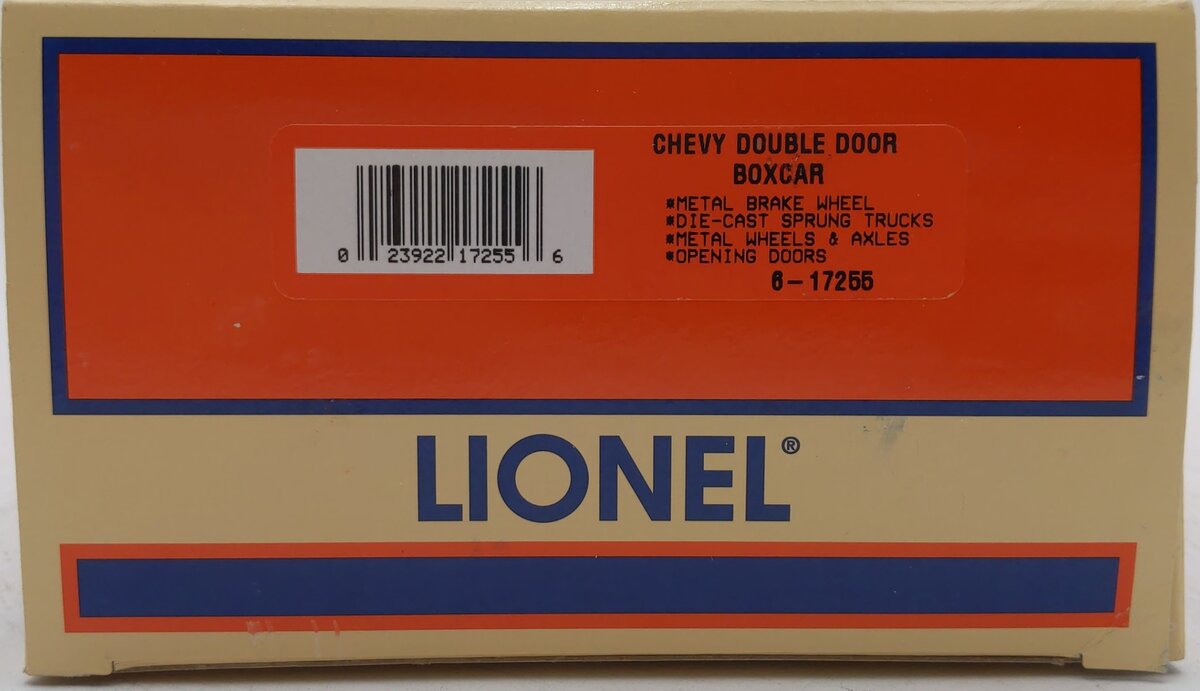 CHEVY DOUBLE DOOR
BOXCAR
*METAL BRAKE WHEEL
*DIE-CAST SPRUNG TRUCKS
*METAL WHEELS & AXLES
*OPENING DOORS
6-17255
0 23922 17255 6
LIONEL®